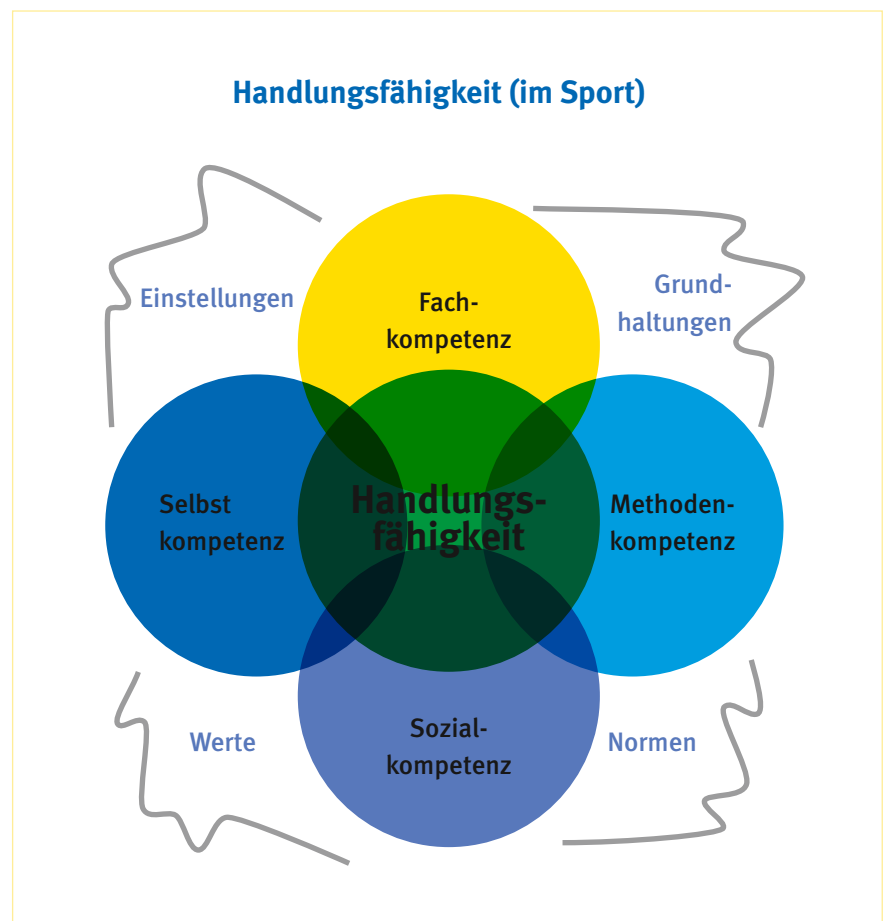 Handlungsfähigkeit (im Sport)
Einstellungen
Grund-
haltungen
Fach-
kompetenz
Selbst
kompetenz
Handlungs-
fähigkeit
Methoden-
kompetenz
Werte
Sozial-
kompetenz
Normen